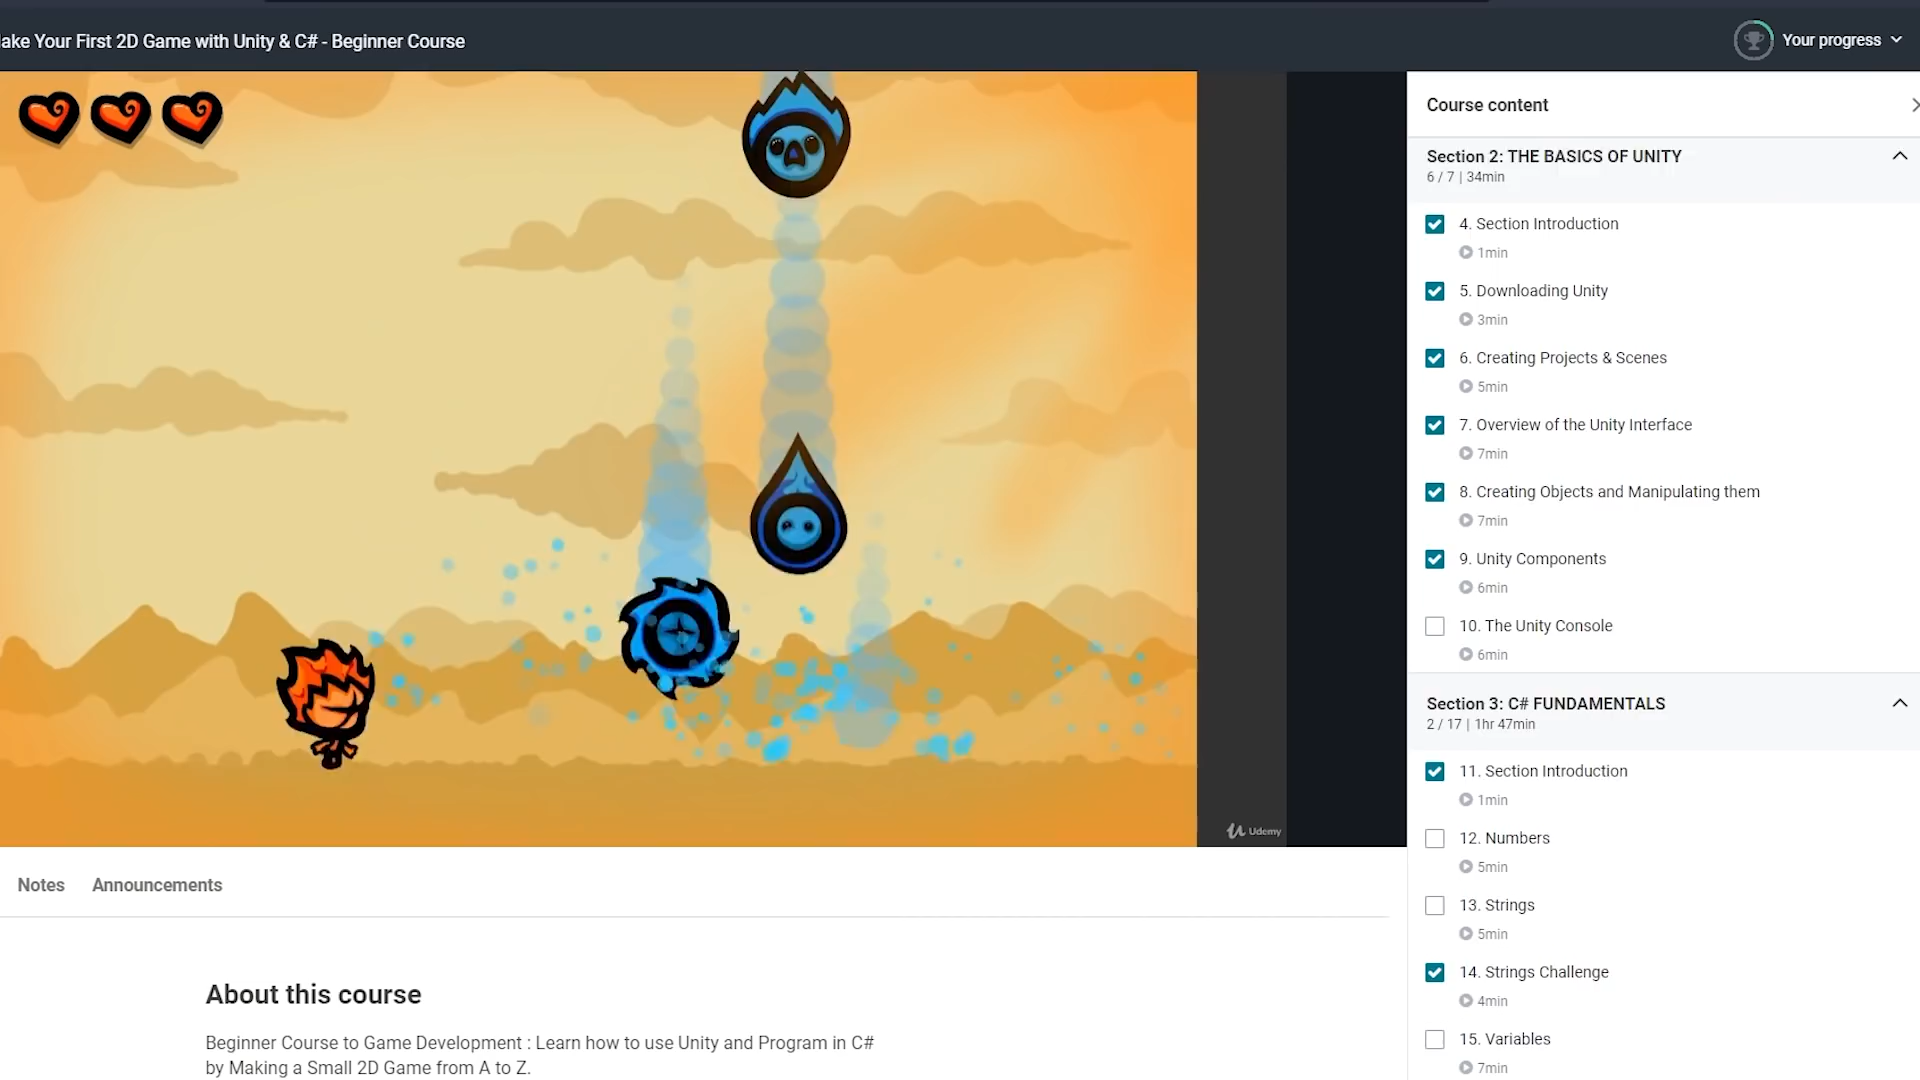 ake Your First 2D Game with Unity & C# - Beginner Course
Your progress
Udemy
Notes
Announcements
About this course
Beginner Course to Game Development : Learn how to use Unity and Program in C#
by Making a Small 2D Game from A to Z.
Course content
Section 2: THE BASICS OF UNITY
6 / 7 | 34min
4. Section Introduction
1min
5. Downloading Unity
3min
6. Creating Projects & Scenes
5min
7. Overview of the Unity Interface
7min
8. Creating Objects and Manipulating them
7min
9. Unity Components
6min
10. The Unity Console
6min
Section 3: C# FUNDAMENTALS
2 / 17 | 1hr 47min
11. Section Introduction
1min
12. Numbers
5min
13. Strings
5min
14. Strings Challenge
4min
15. Variables
7min